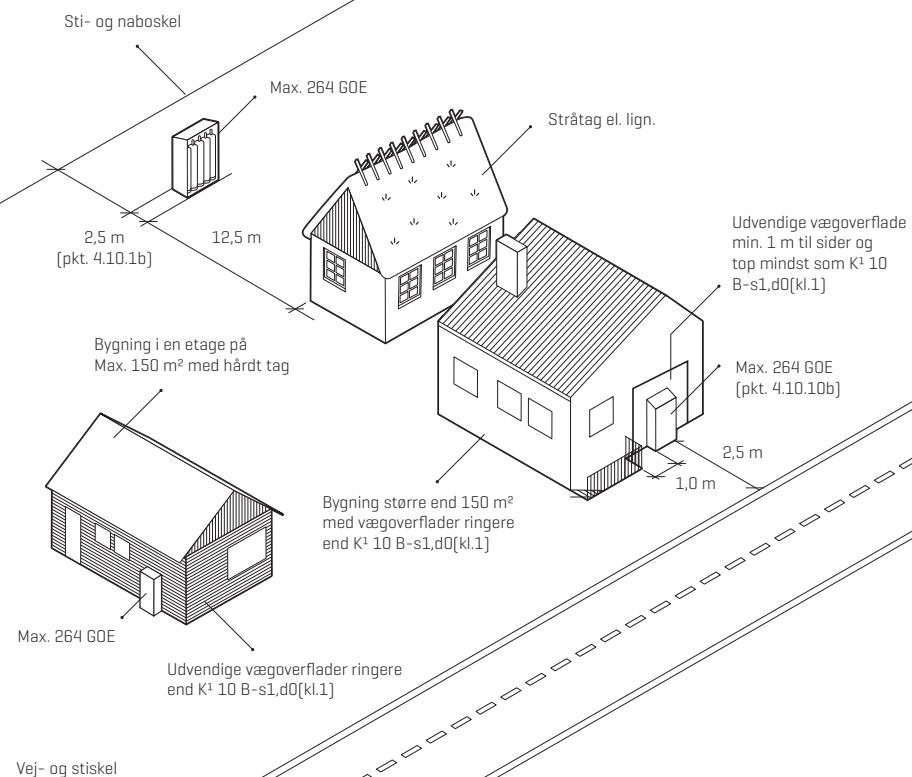 Sti- og naboskel
Max. 264 GOE
Stråtag el. lign.
2,5 m
(pkt. 4.10.1b)
12,5 m
Udvendige vægoverflade
min. 1 m til sider og
top mindst som K¹ 10
B-s1,d0(kl.1)
Bygning i en etage på
Max. 150 m² med hårdt tag
Max. 264 GOE
(pkt. 4.10.10b)
2,5 m
1,0 m
Bygning større end 150 m²
med vægoverflader ringere
end K¹ 10 B-s1,d0(kl.1)
Max. 264 GOE
Udvendige vægoverflader ringere
end K¹ 10 B-s1,d0(kl.1)
Vej- og stiskel